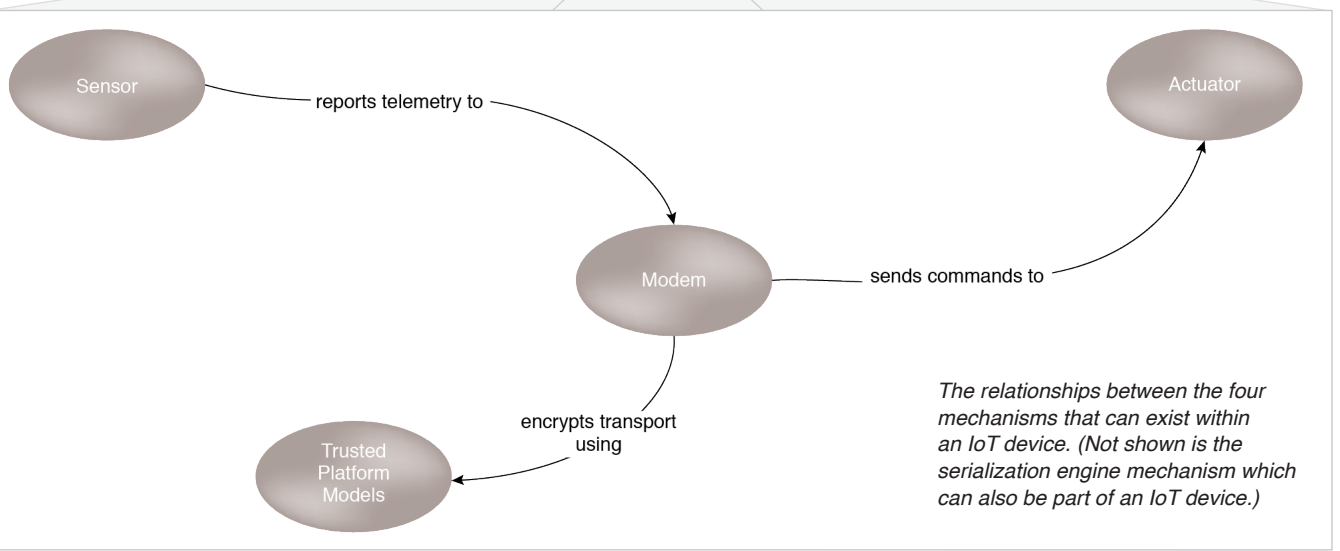 Sensor
reports telemetry to
Actuator
Modem
sends commands to
encrypts transport
using
Trusted
Platform
Models
The relationships between the four
mechanisms that can exist within
an IoT device. (Not shown is the
serialization engine mechanism which
can also be part of an IoT device.)